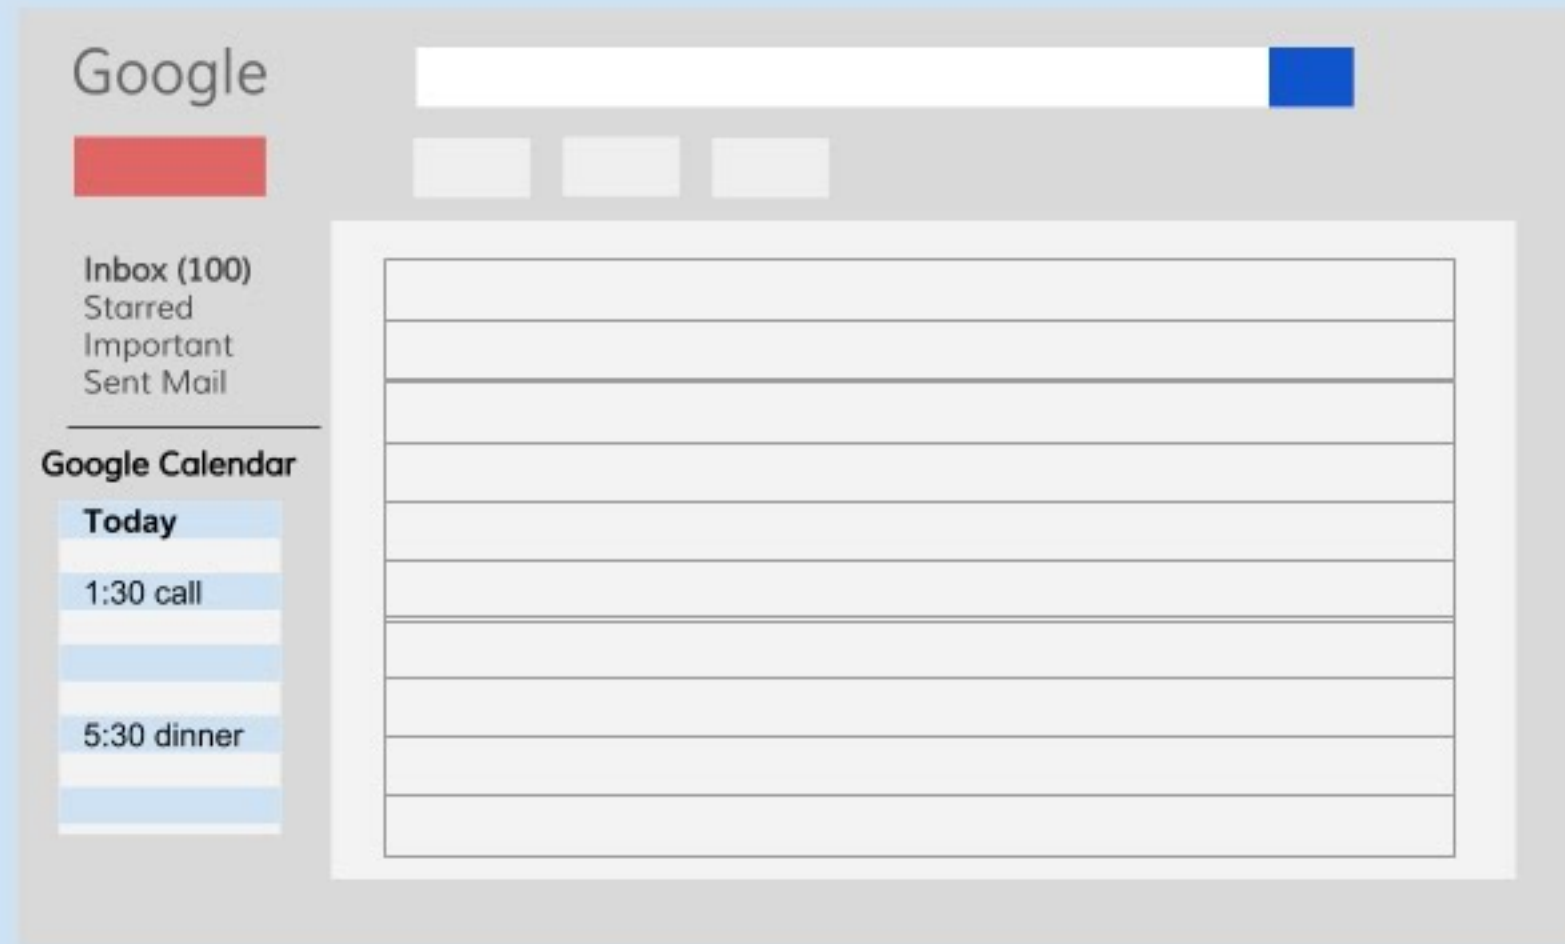 Google
Inbox (100)
Starred
Important
Sent Mail
Google Calendar
Today
1:30 call
5:30 dinner